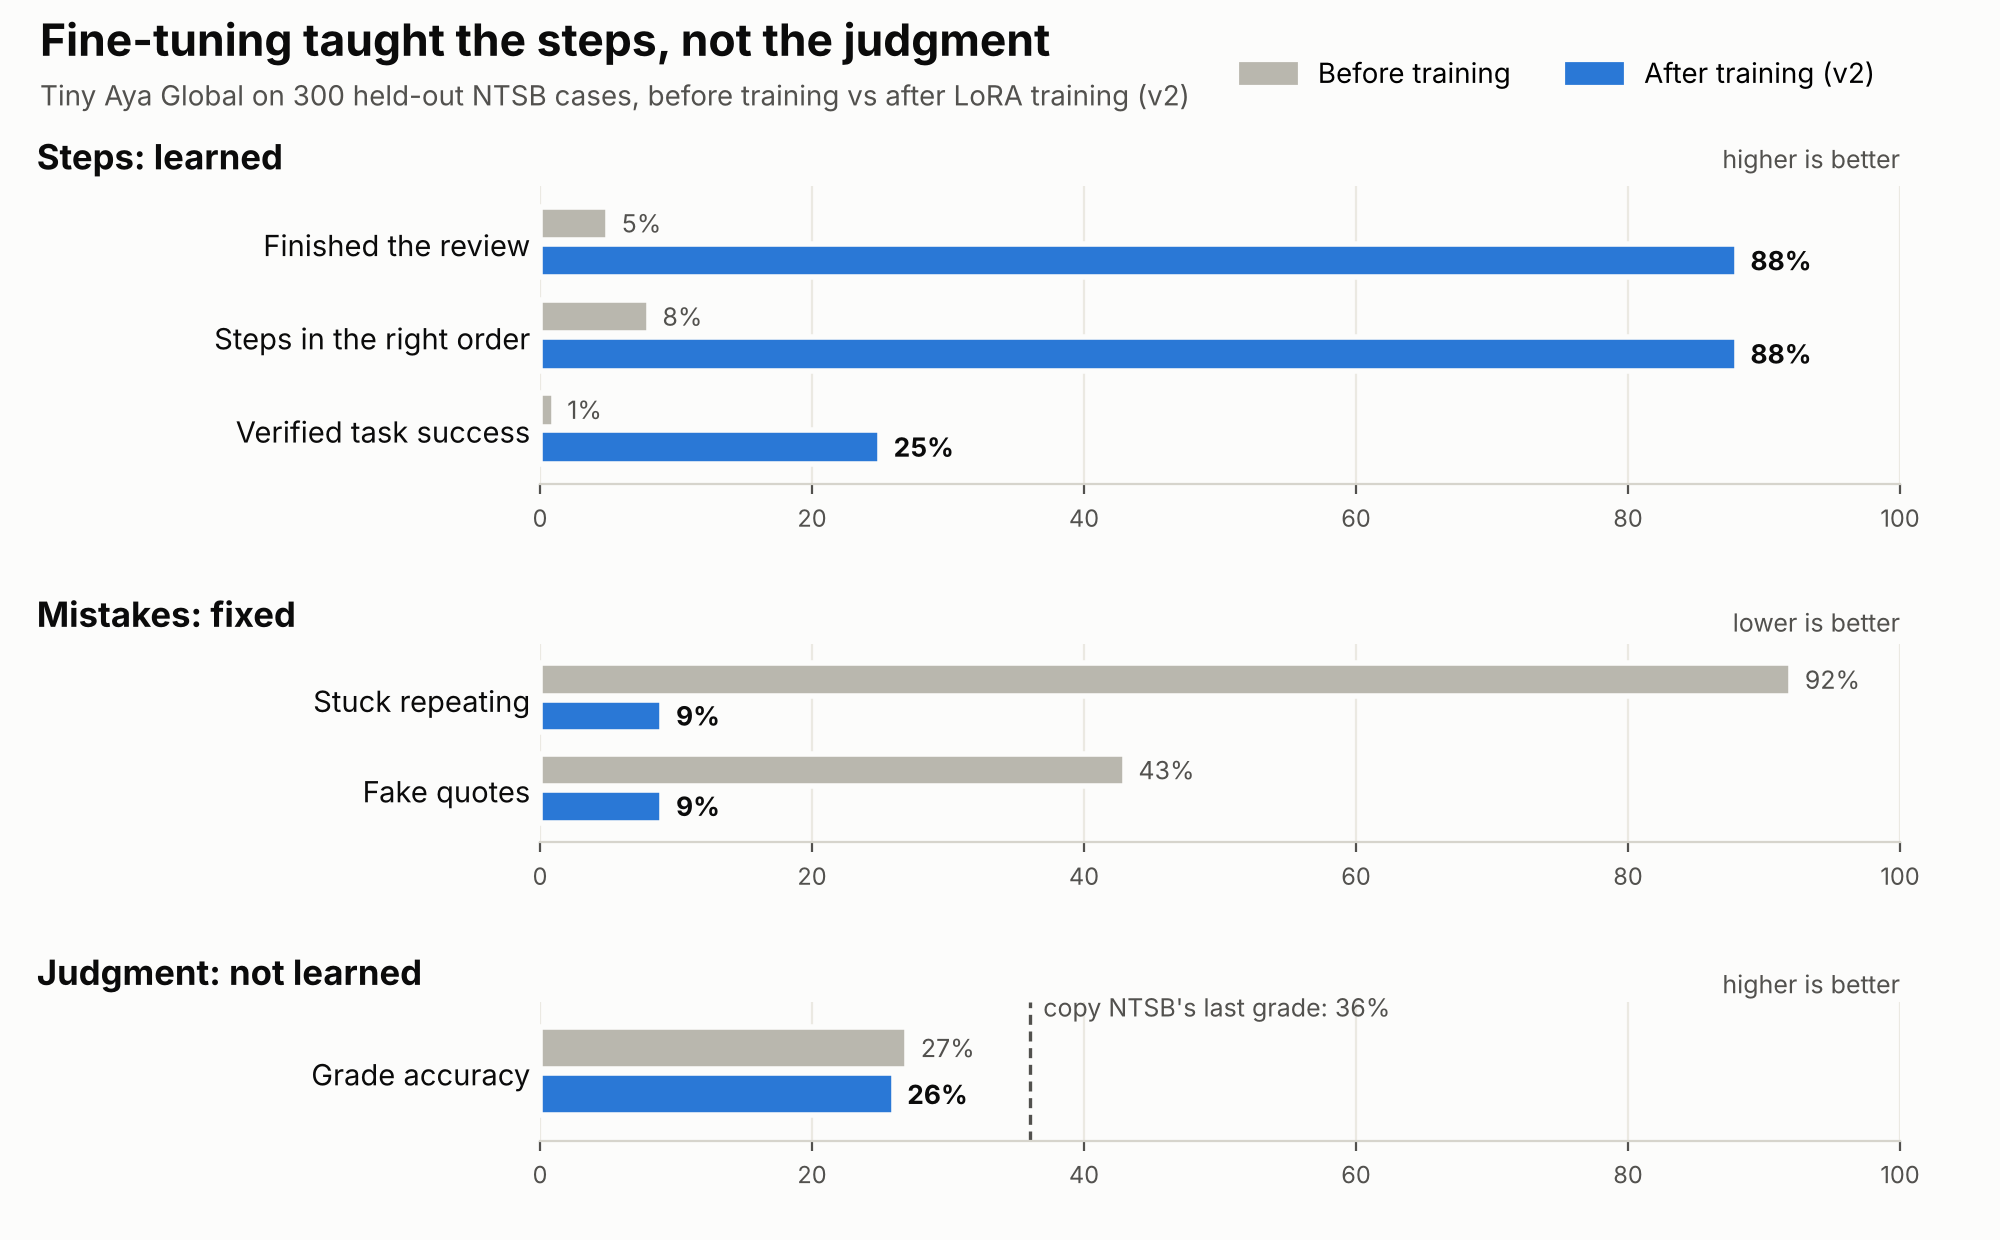 Fine-tuning taught the steps, not the judgment
Tiny Aya Global on 300 held-out NTSB cases, before training vs after LoRA training (v2)
Before training
After training (v2)
Steps: learned
higher is better
Finished the review
5%
88%
Steps in the right order
8%
88%
Verified task success
1%
25%
0 20 40 60 80 100
Mistakes: fixed
lower is better
Stuck repeating
92%
9%
Fake quotes
43%
9%
0 20 40 60 80 100
Judgment: not learned
higher is better
copy NTSB's last grade: 36%
Grade accuracy
27%
26%
0 20 40 60 80 100